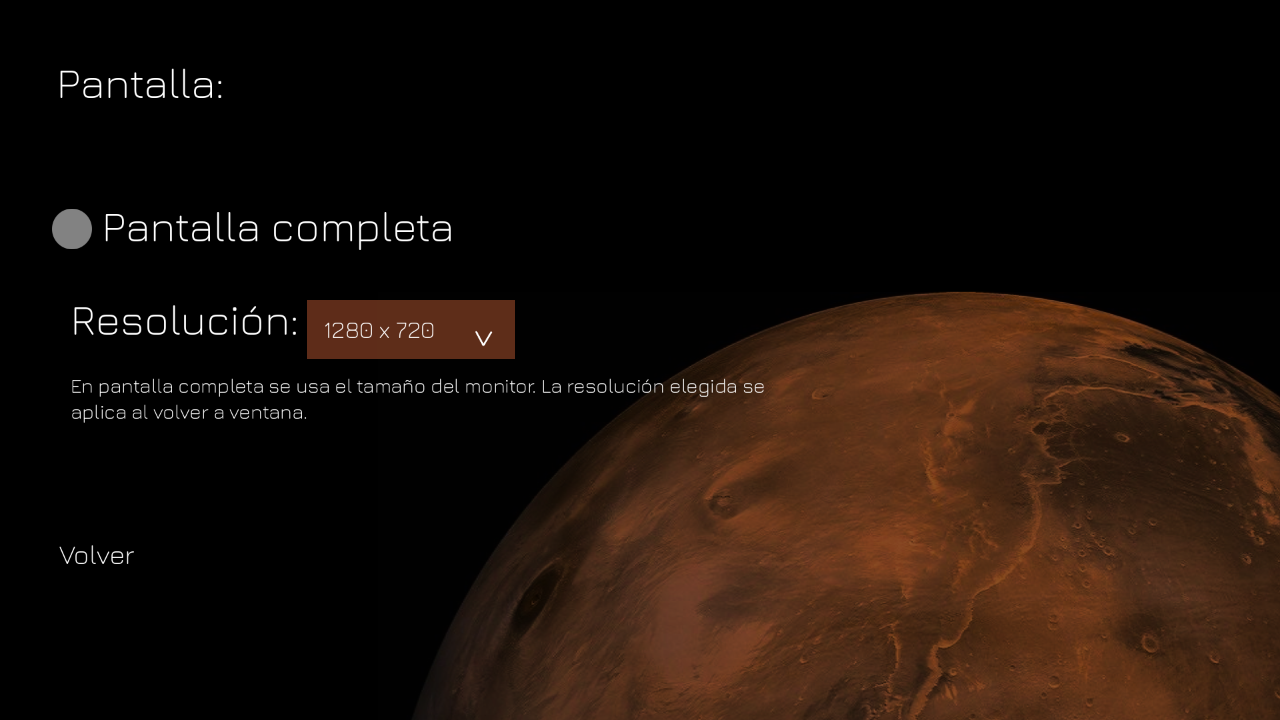 Pantalla:
Pantalla completa
Resolución: 1280 x 720
En pantalla completa se usa el tamaño del monitor. La resolución elegida se
aplica al volver a ventana.
Volver